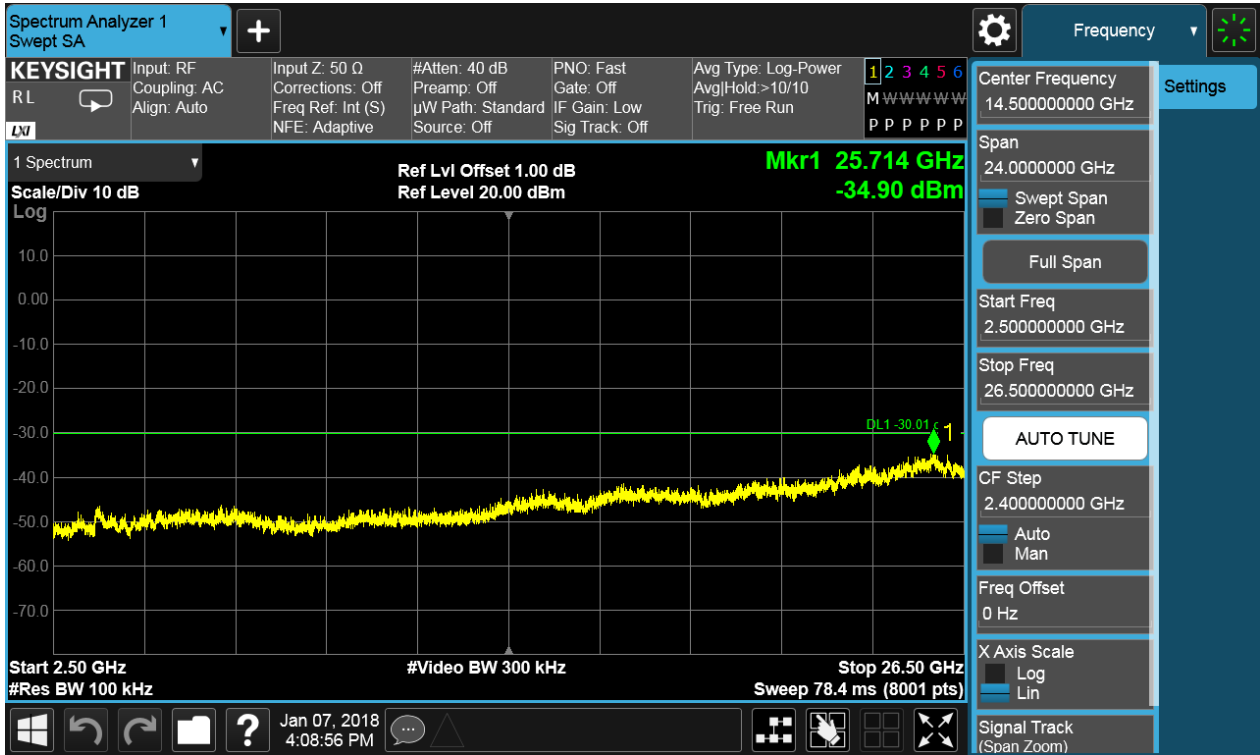 Spectrum Analyzer 1
Swept SA
Frequency
KEYSIGHT
RL
LXI
Input: RF
Coupling: AC
Align: Auto
Input Z: 50 Ω
Corrections: Off
Freq Ref: Int (S)
NFE: Adaptive
#Atten: 40 dB
Preamp: Off
µW Path: Standard
Source: Off
PNO: Fast
Gate: Off
IF Gain: Low
Sig Track: Off
Avg Type: Log-Power
Avg|Hold:>10/10
Trig: Free Run
1 2 3 4 5 6
M W W W W W
P P P P P P
1 Spectrum
Scale/Div 10 dB
Log
Ref Lvl Offset 1.00 dB
Ref Level 20.00 dBm
Mkr1 25.714 GHz
-34.90 dBm
10.0
0.00
-10.0
-20.0
-30.0
-40.0
-50.0
-60.0
-70.0
DL1 -30.01
1
Start 2.50 GHz
#Res BW 100 kHz
#Video BW 300 kHz
Stop 26.50 GHz
Sweep 78.4 ms (8001 pts)
Center Frequency
14.500000000 GHz
Span
24.0000000 GHz
Swept Span
Zero Span
Full Span
Start Freq
2.500000000 GHz
Stop Freq
26.500000000 GHz
AUTO TUNE
CF Step
2.400000000 GHz
Auto
Man
Freq Offset
0 Hz
X Axis Scale
Log
Lin
Signal Track
(Span Zoom)
Settings
?
Jan 07, 2018
4:08:56 PM